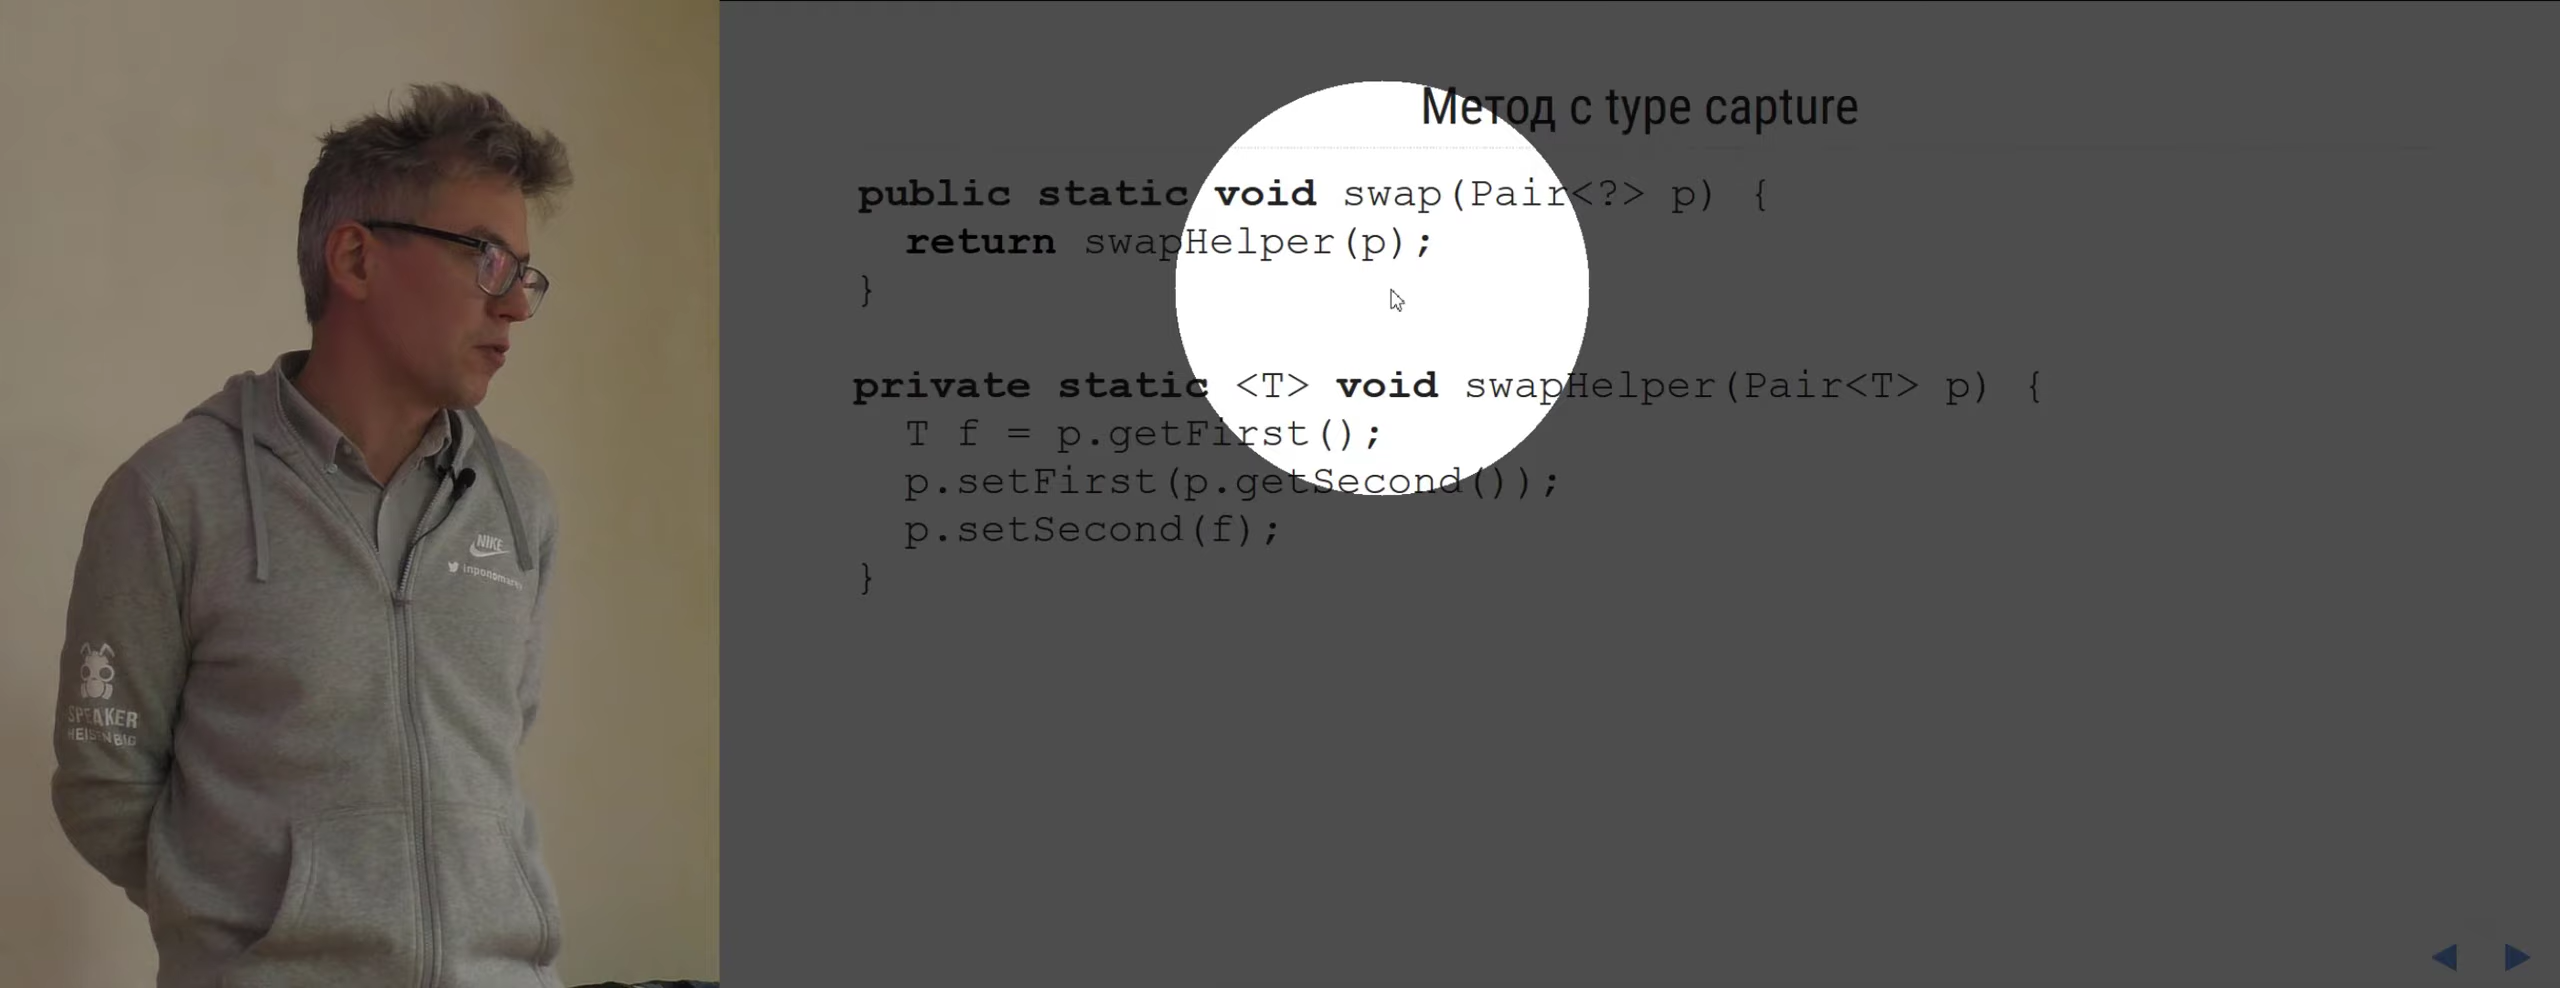 Метод с type capture
public static void swap(Pair<?> p) {
return swapHelper(p);
}
private static <T> void swapHelper(Pair<T> p) {
T f = p.getFirst();
p.setFirst(p.getSecond());
p.setSecond(f);
}
NIKE
SPEAKER
HEISENBUG